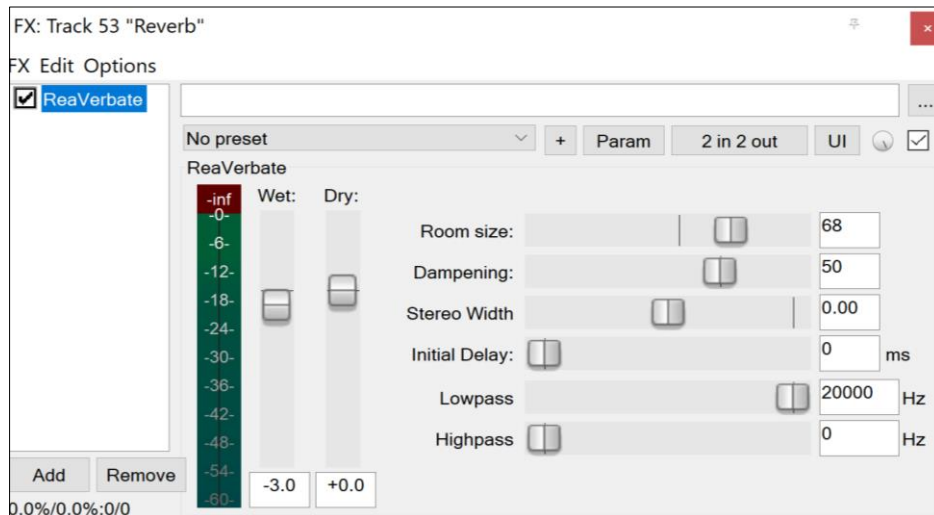 FX: Track 53 "Reverb"
FX Edit Options
ReaVerbate
...
No preset
+ Param 2 in 2 out UI
ReaVerbate
Wet: Dry:
-inf
-0-
-6-
-12-
-18-
-24-
-30-
-36-
-42-
-48-
-54-
-60-
-3.0 +0.0
Room size: 68
Dampening: 50
Stereo Width 0.00
Initial Delay: 0 ms
Lowpass 20000 Hz
Highpass 0 Hz
Add Remove
0.0%/0.0%:0/0